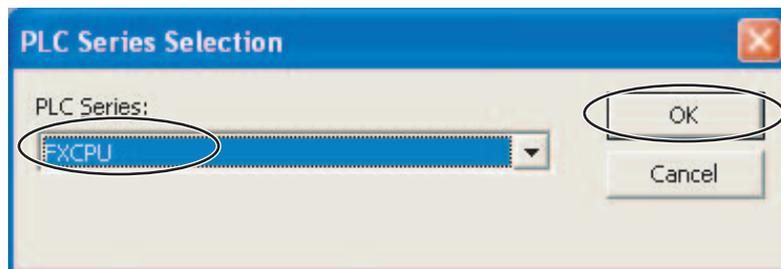 PLC Series Selection
PLC Series:
FXCPU
OK
Cancel